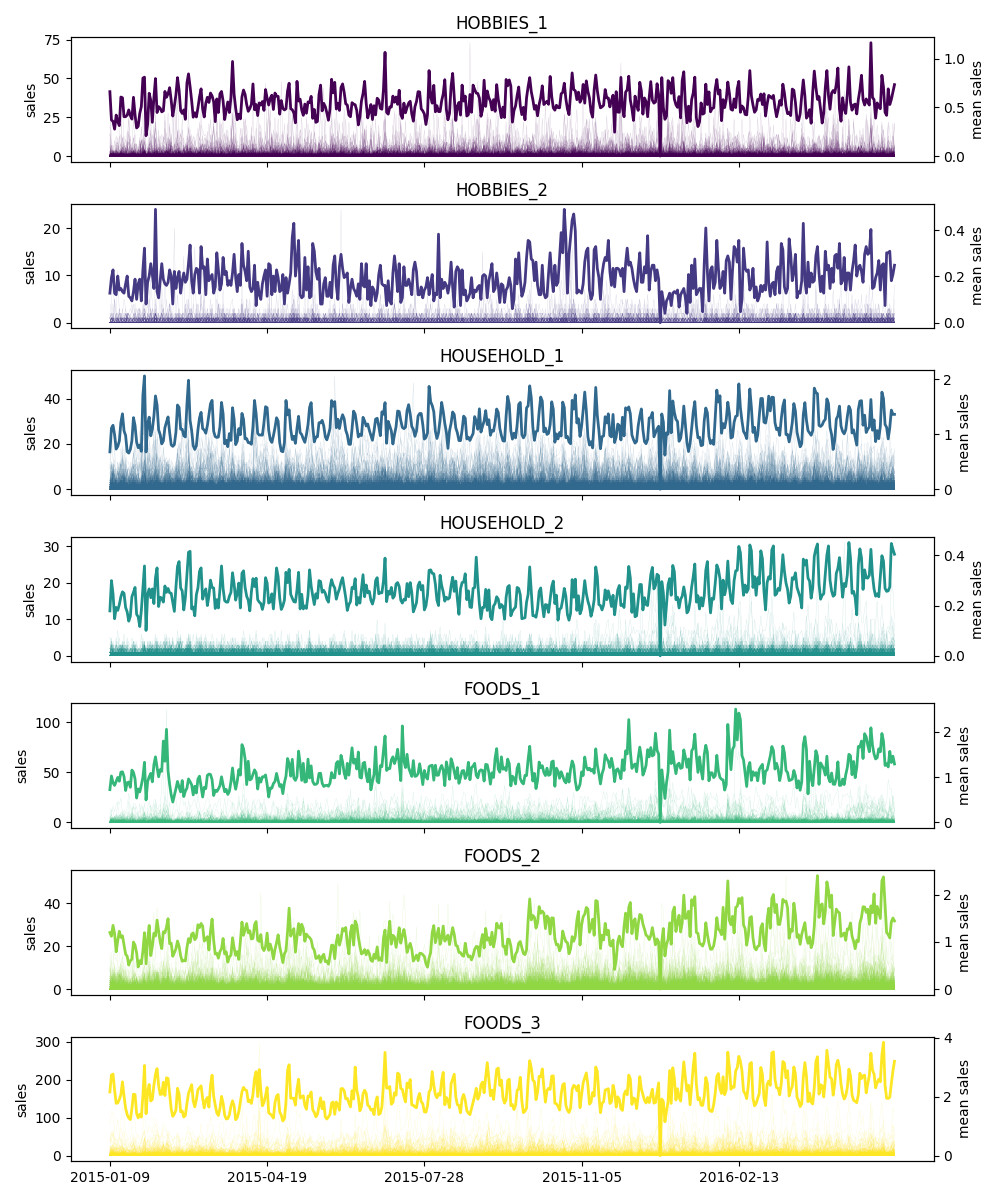 HOBBIES_1
75
50
25
0
sales
1.0
0.5
0.0
mean sales
HOBBIES_2
20
10
0
sales
0.4
0.2
0.0
mean sales
HOUSEHOLD_1
40
20
0
sales
2
1
0
mean sales
HOUSEHOLD_2
30
20
10
0
sales
0.4
0.2
0.0
mean sales
FOODS_1
100
50
0
sales
2
1
0
mean sales
FOODS_2
40
20
0
sales
2
1
0
mean sales
FOODS_3
300
200
100
0
sales
4
2
0
mean sales
2015-01-09 2015-04-19 2015-07-28 2015-11-05 2016-02-13